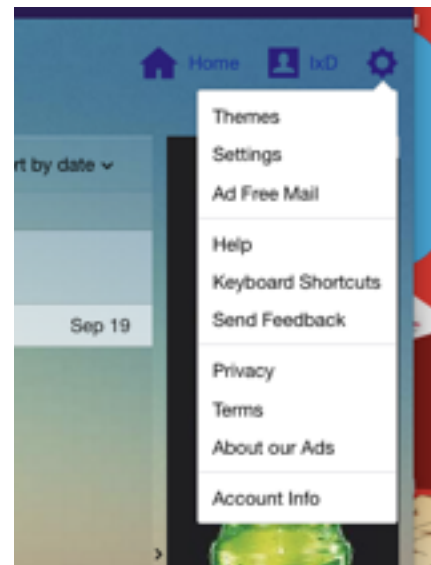 Home IxD
Themes
rt by date
Settings
Ad Free Mail
Help
Keyboard Shortcuts
Sep 19
Send Feedback
Privacy
Terms
About our Ads
Account Info